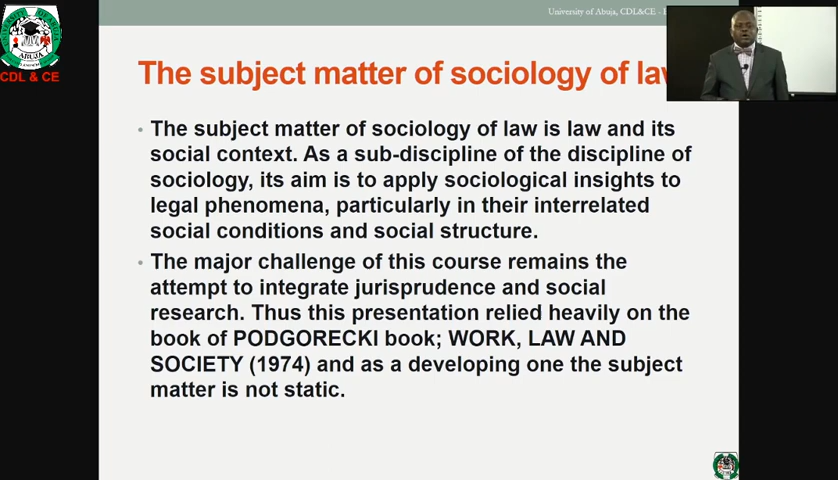 University of Abuja, CDL&CE -
ABUJA
CDL & CE
The subject matter of sociology of law
• The subject matter of sociology of law is law and its
social context. As a sub-discipline of the discipline of
sociology, its aim is to apply sociological insights to
legal phenomena, particularly in their interrelated
social conditions and social structure.
• The major challenge of this course remains the
attempt to integrate jurisprudence and social
research. Thus this presentation relied heavily on the
book of PODGORECKI book; WORK, LAW AND
SOCIETY (1974) and as a developing one the subject
matter is not static.